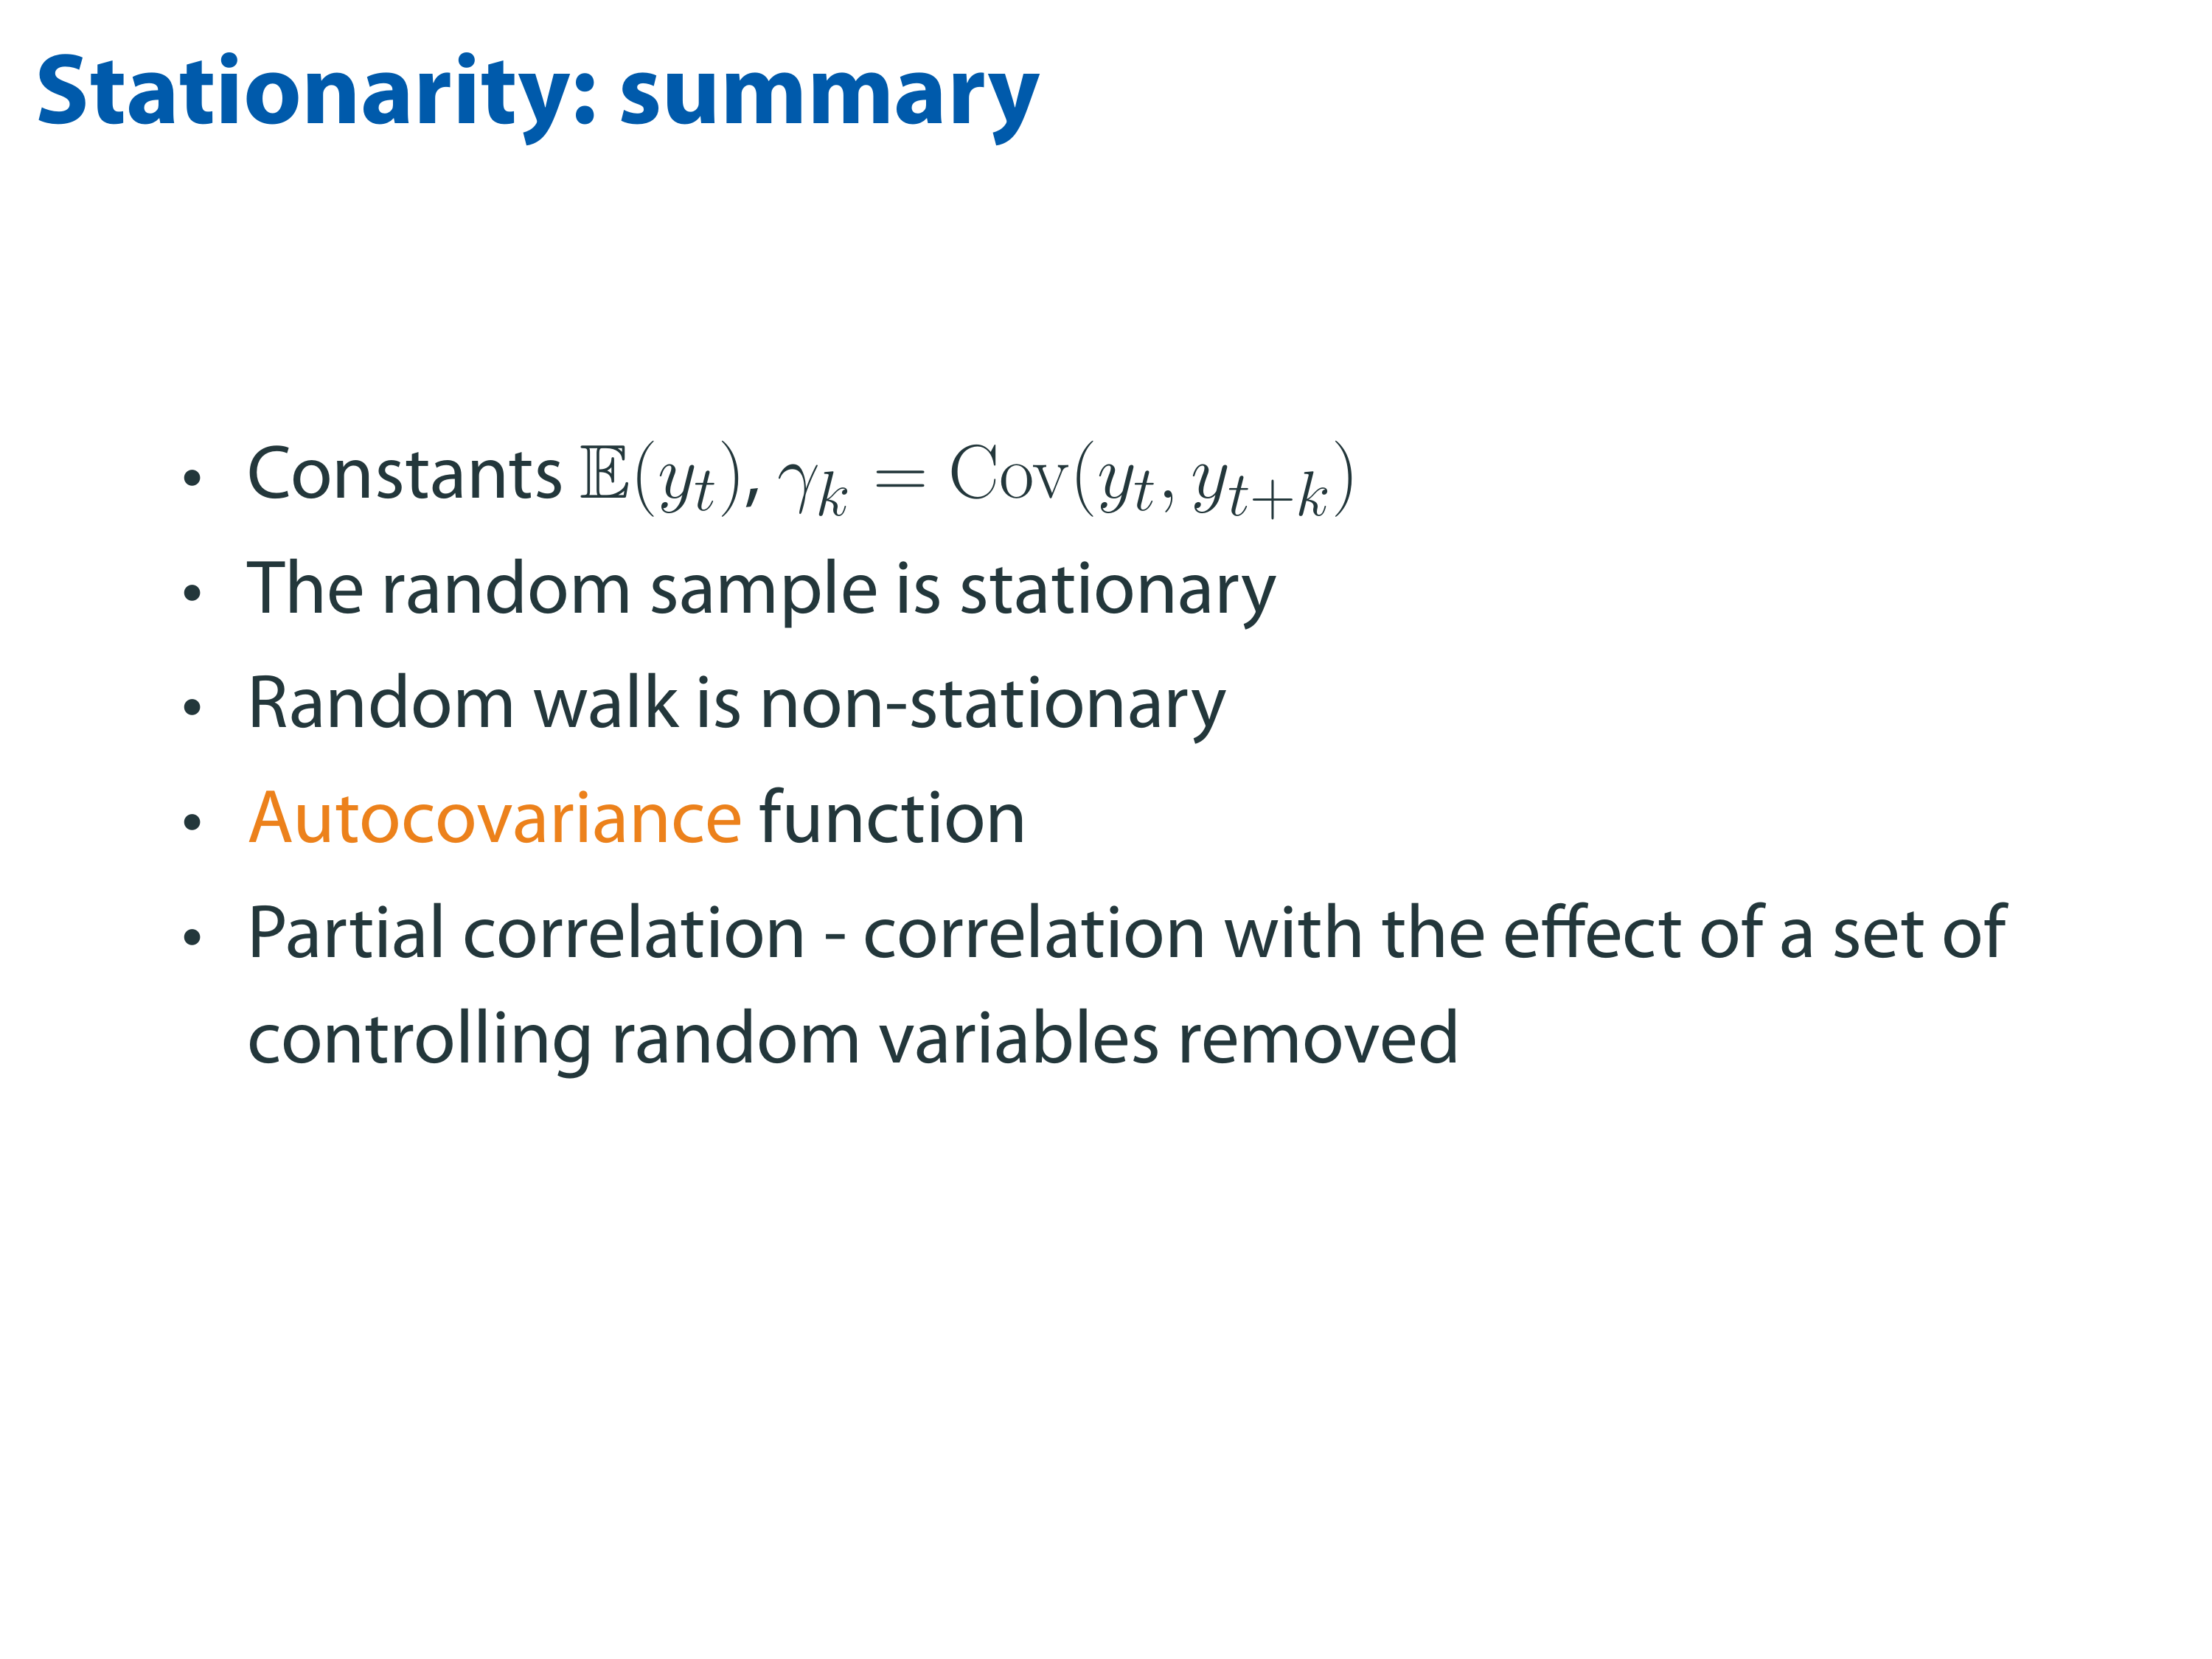 Stationarity: summary
• Constants 𝔼(y_t), γ_k = Cov(y_t, y_{t+k})
• The random sample is stationary
• Random walk is non-stationary
• Autocovariance function
• Partial correlation - correlation with the effect of a set of
controlling random variables removed